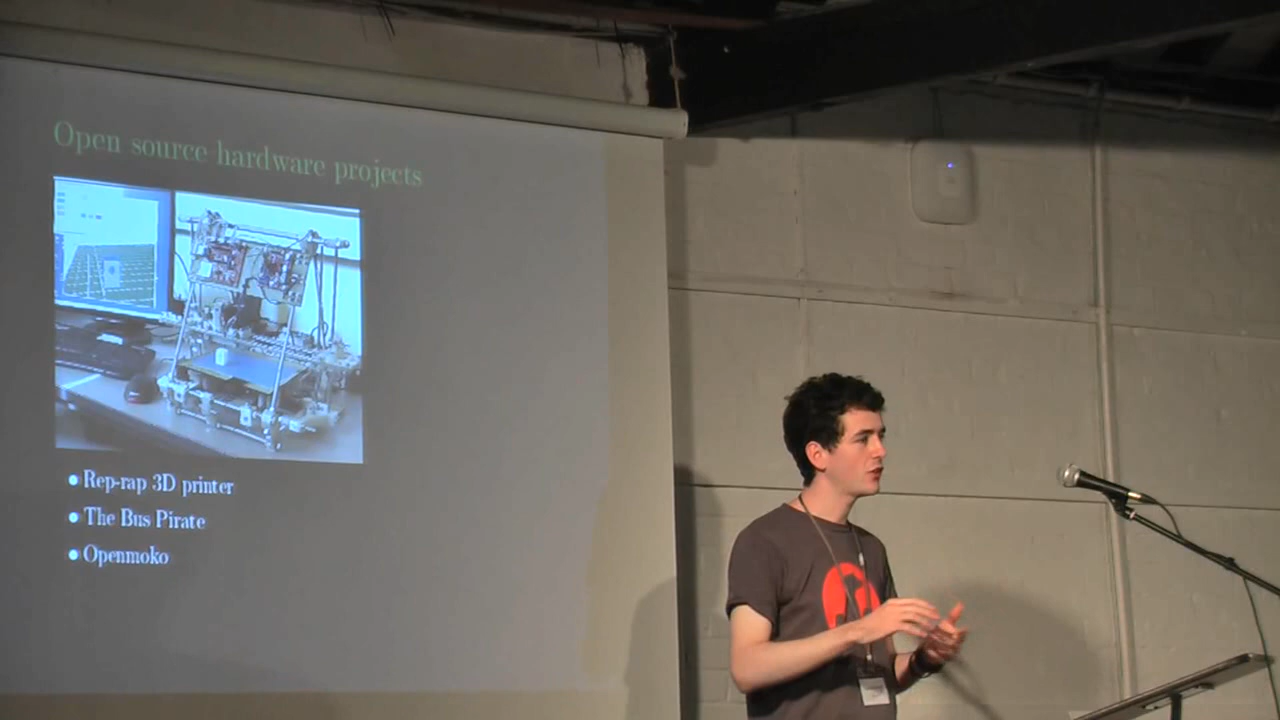 Open source hardware projects
Rep-rap 3D printer
The Bus Pirate
Openmoko